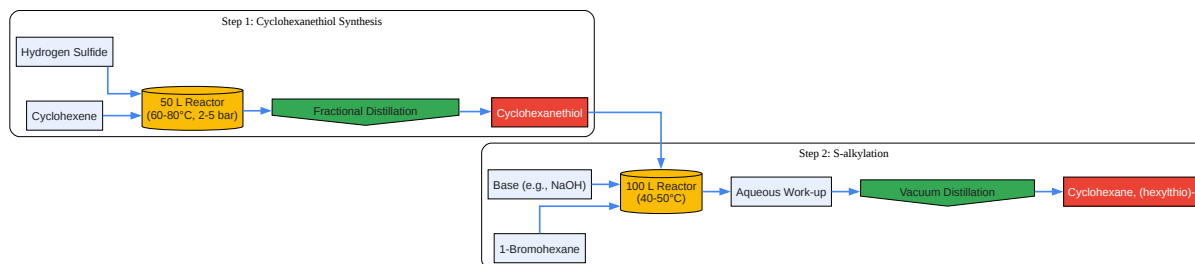 Step 1: Cyclohexanethiol Synthesis
Hydrogen Sulfide
Cyclohexene
50 L Reactor
(60-80°C, 2-5 bar)
Fractional Distillation
Cyclohexanethiol
Step 2: S-alkylation
Base (e.g., NaOH)
1-Bromohexane
100 L Reactor
(40-50°C)
Aqueous Work-up
Vacuum Distillation
Cyclohexane, (hexylthio)-